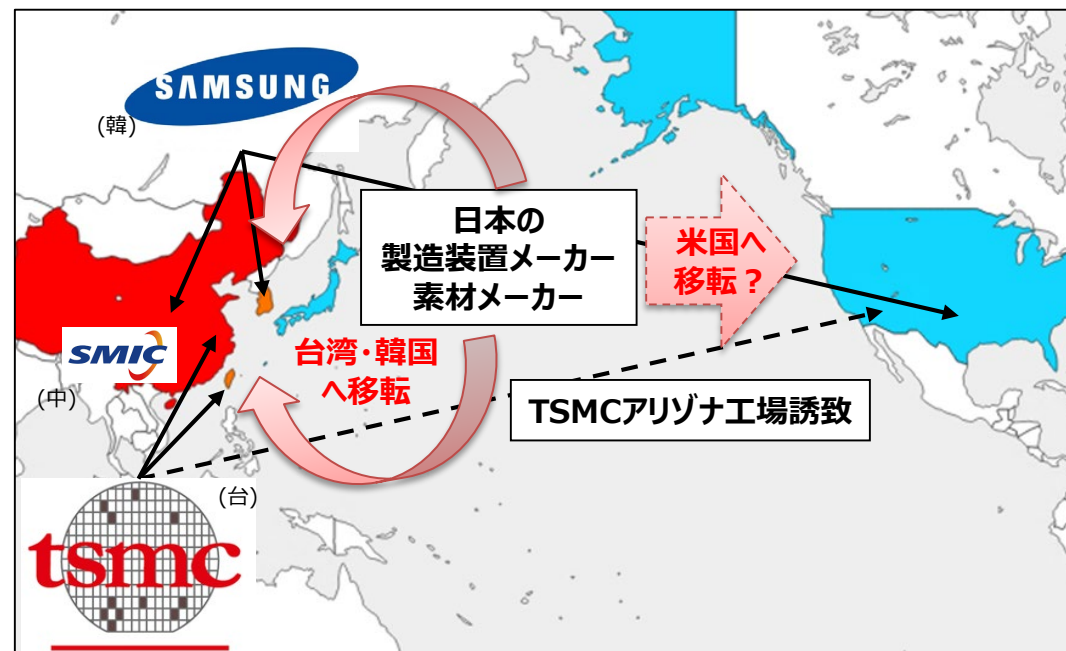 SAMSUNG
(韓)
日本の
製造装置メーカー
素材メーカー
米国へ
移転？
SMIC
(中)
台湾・韓国
へ移転
TSMCアリゾナ工場誘致
(台)
tsmc